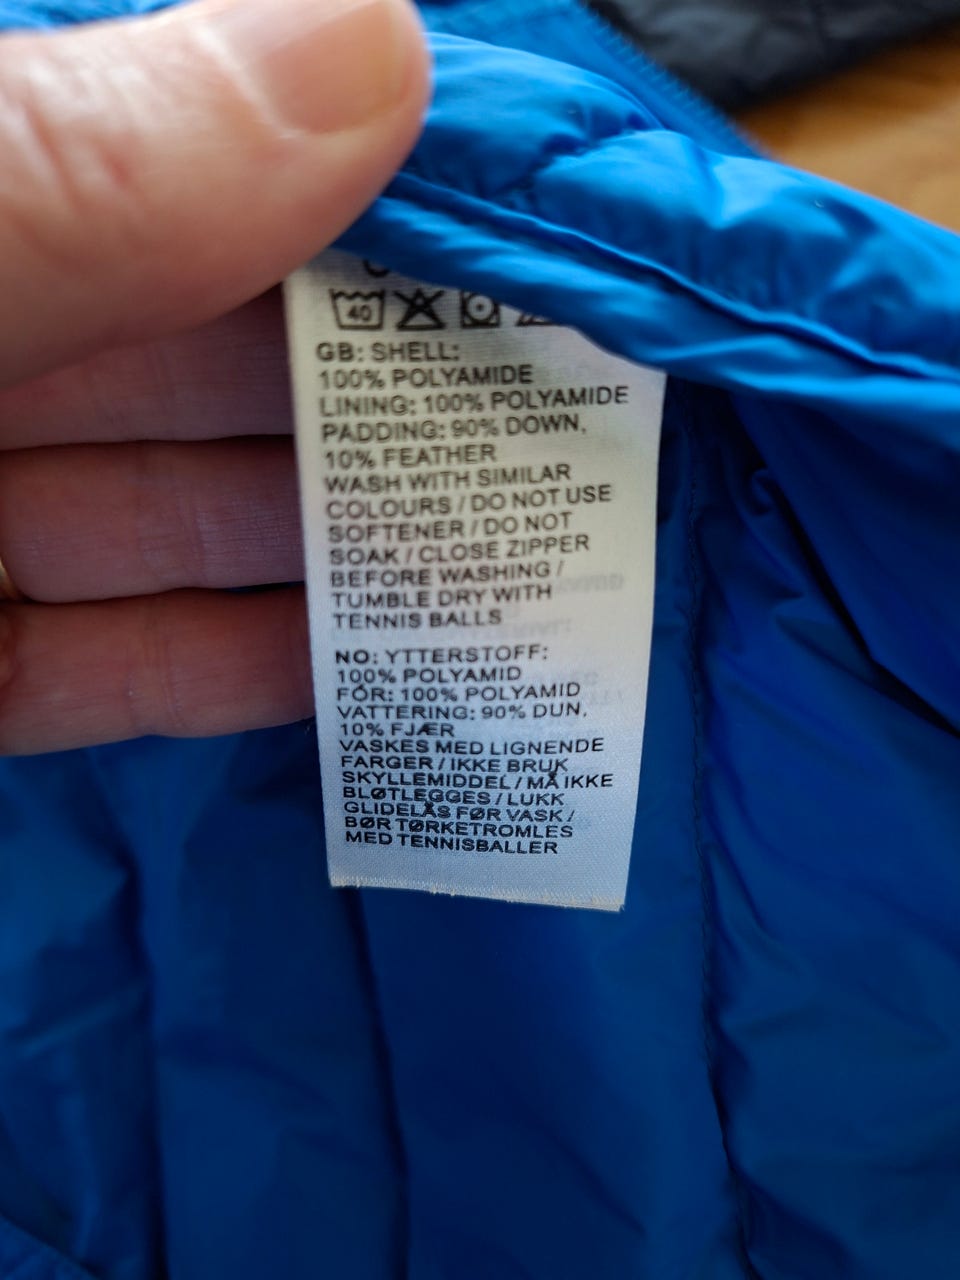 40
GB: SHELL:
100% POLYAMIDE
LINING: 100% POLYAMIDE
PADDING: 90% DOWN,
10% FEATHER
WASH WITH SIMILAR
COLOURS / DO NOT USE
SOFTENER / DO NOT
SOAK / CLOSE ZIPPER
BEFORE WASHING /
TUMBLE DRY WITH
TENNIS BALLS
NO: YTTERSTOFF:
100% POLYAMID
FÓR: 100% POLYAMID
VATTERING: 90% DUN,
10% FJÆR
VASKES MED LIGNENDE
FARGER / IKKE BRUK
SKYLLEMIDDEL / MÅ IKKE
BLØTLEGGES / LUKK
GLIDELÅS FØR VASK /
BØR TØRKETROMLES
MED TENNISBALLER